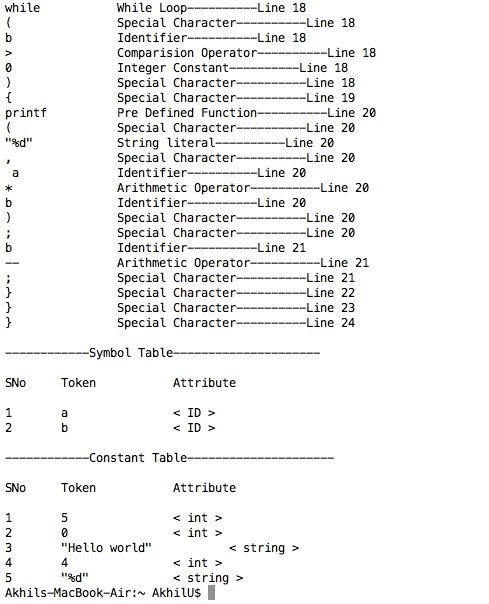 while While Loop----------Line 18
( Special Character----------Line 18
b Identifier----------Line 18
> Comparision Operator----------Line 18
0 Integer Constant----------Line 18
) Special Character----------Line 18
{ Special Character----------Line 19
printf Pre Defined Function----------Line 20
( Special Character----------Line 20
"%d" String literal----------Line 20
, Special Character----------Line 20
a Identifier----------Line 20
* Arithmetic Operator----------Line 20
b Identifier----------Line 20
) Special Character----------Line 20
; Special Character----------Line 20
b Identifier----------Line 21
-- Arithmetic Operator----------Line 21
; Special Character----------Line 21
} Special Character----------Line 22
} Special Character----------Line 23
} Special Character----------Line 24
------------Symbol Table---------------------
SNo Token Attribute
1 a < ID >
2 b < ID >
------------Constant Table---------------------
SNo Token Attribute
1 5 < int >
2 0 < int >
3 "Hello world" < string >
4 4 < int >
5 "%d" < string >
Akhils-MacBook-Air:~ AkhilU$